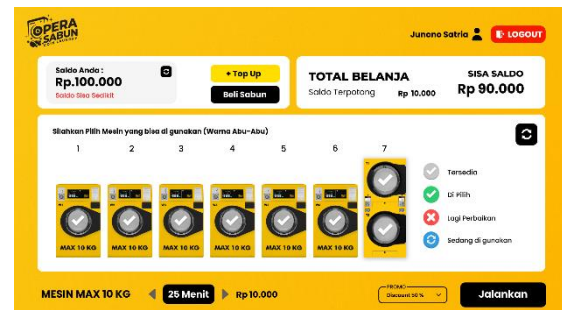 OPERA
SABUN
Junono Satria
LOGOUT
Saldo Anda :
Rp.100.000
Saldo Sisa Sedikit
+ Top Up
Beli Sabun
TOTAL BELANJA
Saldo Terpotong
Rp 10.000
SISA SALDO
Rp 90.000
Silahkan Pilih Mesin yang bisa di gunakan (Warna Abu-Abu)
1 2 3 4 5 6 7
MAX 10 KG MAX 10 KG MAX 10 KG MAX 10 KG MAX 10 KG MAX 10 KG
Tersedia
Di Pilih
Lagi Perbaikan
Sedang di gunakan
MESIN MAX 10 KG
25 Menit
Rp 10.000
PROMO
Discount 50 %
Jalankan